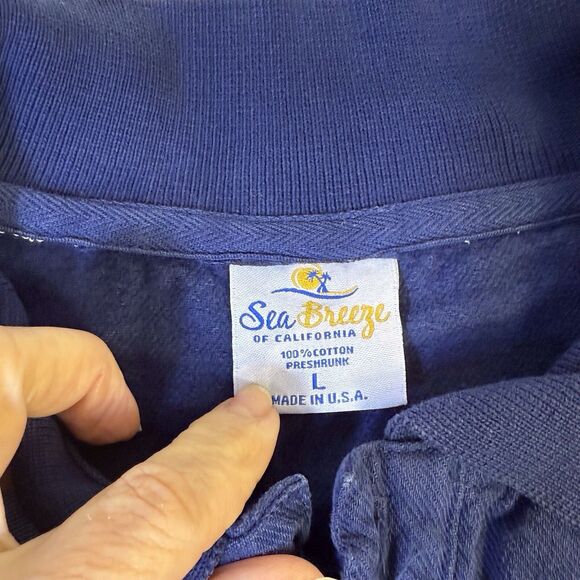 Sea Breeze
OF CALIFORNIA
100% COTTON
PRESHRUNK
L
MADE IN U.S.A.